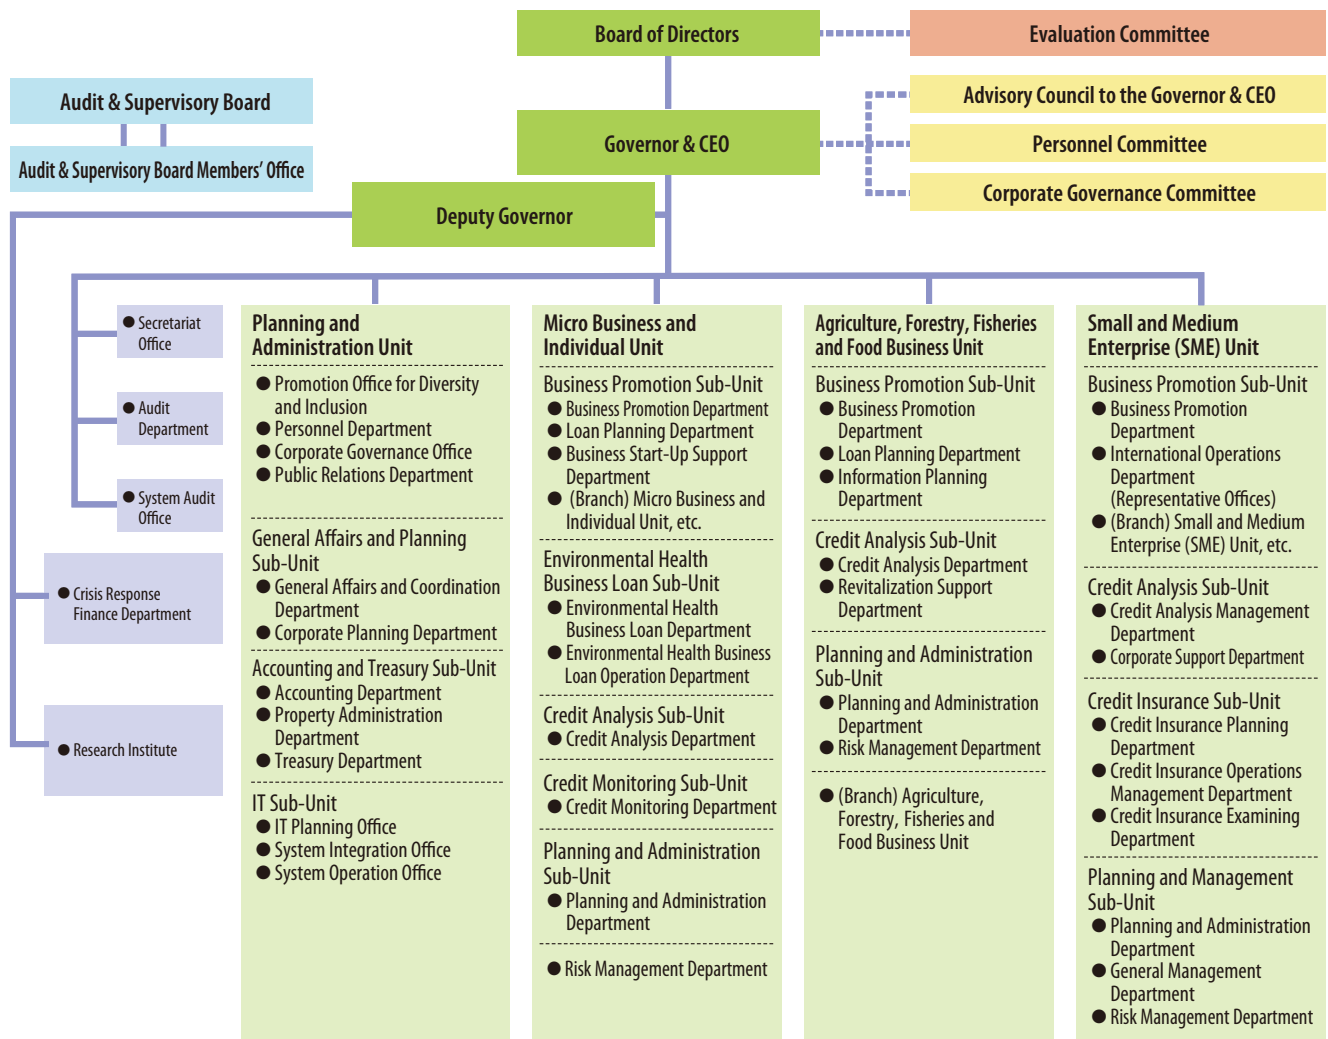 Board of Directors
Evaluation Committee
Audit & Supervisory Board
Audit & Supervisory Board Members' Office
Governor & CEO
Advisory Council to the Governor & CEO
Personnel Committee
Corporate Governance Committee
Deputy Governor
● Secretariat
Office
● Audit
Department
● System Audit
Office
● Crisis Response
Finance Department
● Research Institute
Planning and
Administration Unit
● Promotion Office for Diversity
and Inclusion
● Personnel Department
● Corporate Governance Office
● Public Relations Department
General Affairs and Planning
Sub-Unit
● General Affairs and Coordination
Department
● Corporate Planning Department
Accounting and Treasury Sub-Unit
● Accounting Department
● Property Administration
Department
● Treasury Department
IT Sub-Unit
● IT Planning Office
● System Integration Office
● System Operation Office
Micro Business and
Individual Unit
Business Promotion Sub-Unit
● Business Promotion Department
● Loan Planning Department
● Business Start-Up Support
Department
● (Branch) Micro Business and
Individual Unit, etc.
Environmental Health
Business Loan Sub-Unit
● Environmental Health
Business Loan Department
● Environmental Health Business
Loan Operation Department
Credit Analysis Sub-Unit
● Credit Analysis Department
Credit Monitoring Sub-Unit
● Credit Monitoring Department
Planning and Administration
Sub-Unit
● Planning and Administration
Department
● Risk Management Department
Agriculture, Forestry, Fisheries
and Food Business Unit
Business Promotion Sub-Unit
● Business Promotion
Department
● Loan Planning Department
● Information Planning
Department
Credit Analysis Sub-Unit
● Credit Analysis Department
● Revitalization Support
Department
Planning and Administration
Sub-Unit
● Planning and Administration
Department
● Risk Management Department
● (Branch) Agriculture,
Forestry, Fisheries and
Food Business Unit
Small and Medium
Enterprise (SME) Unit
Business Promotion Sub-Unit
● Business Promotion
Department
● International Operations
Department
(Representative Offices)
● (Branch) Small and Medium
Enterprise (SME) Unit, etc.
Credit Analysis Sub-Unit
● Credit Analysis Management
Department
● Corporate Support Department
Credit Insurance Sub-Unit
● Credit Insurance Planning
Department
● Credit Insurance Operations
Management Department
● Credit Insurance Examining
Department
Planning and Management
Sub-Unit
● Planning and Administration
Department
● General Management
Department
● Risk Management Department